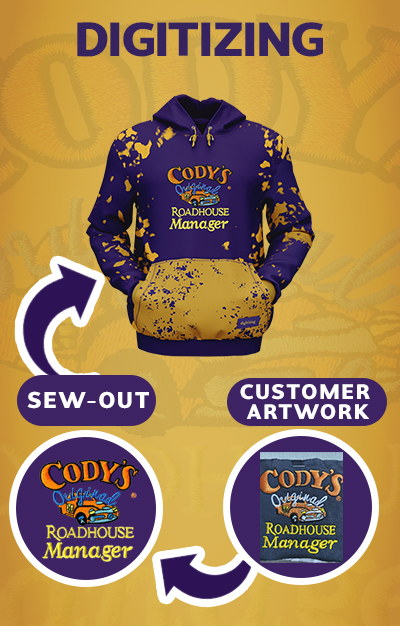 DIGITIZING
CODY'S
Original
ROADHOUSE
Manager
SEW-OUT
CUSTOMER
ARTWORK
CODY'S
Original
®
ROADHOUSE
Manager
CODY'S
Original
ROADHOUSE
Manager